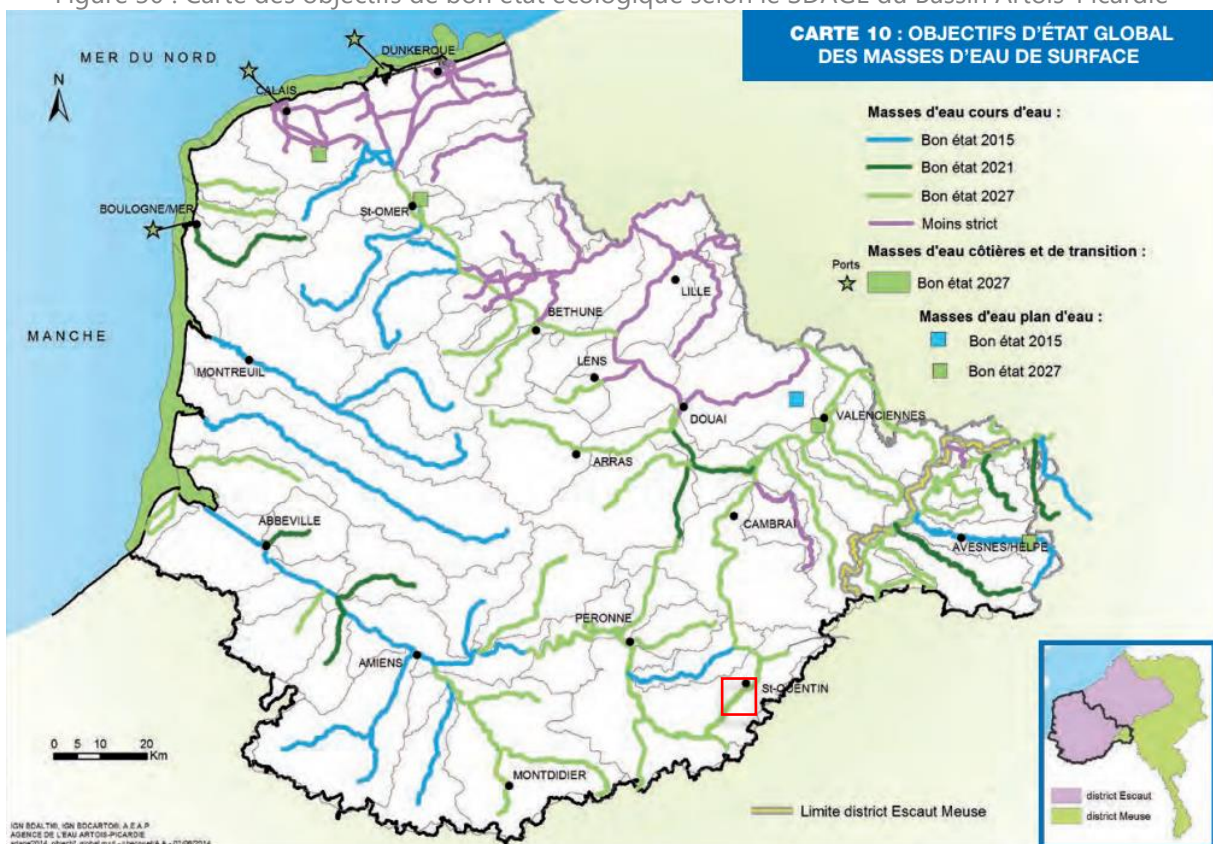 Figure 30 : Carte des objectifs de bon état écologique selon le SDAGE du Bassin Artois-Picardie
CARTE 10 : OBJECTIFS D'ÉTAT GLOBAL
DES MASSES D'EAU DE SURFACE
MER DU NORD
DUNKERQUE
N
CALAIS
Masses d'eau cours d'eau :
Bon état 2015
Bon état 2021
Bon état 2027
Moins strict
BOULOGNE/MER
St-OMER
Masses d'eau côtières et de transition :
Ports
Bon état 2027
LILLE
Masses d'eau plan d'eau :
Bon état 2015
Bon état 2027
MANCHE
BETHUNE
MONTREUIL
LENS
DOUAI
VALENCIENNES
ARRAS
ABBEVILLE
CAMBRAI
AVESNES/HELPE
PERONNE
AMIENS
St-QUENTIN
0 5 10 20
Km
MONTDIDIER
Limite district Escaut Meuse
district Escaut
district Meuse
AGENCE DE L'EAU ARTOIS-PICARDIE